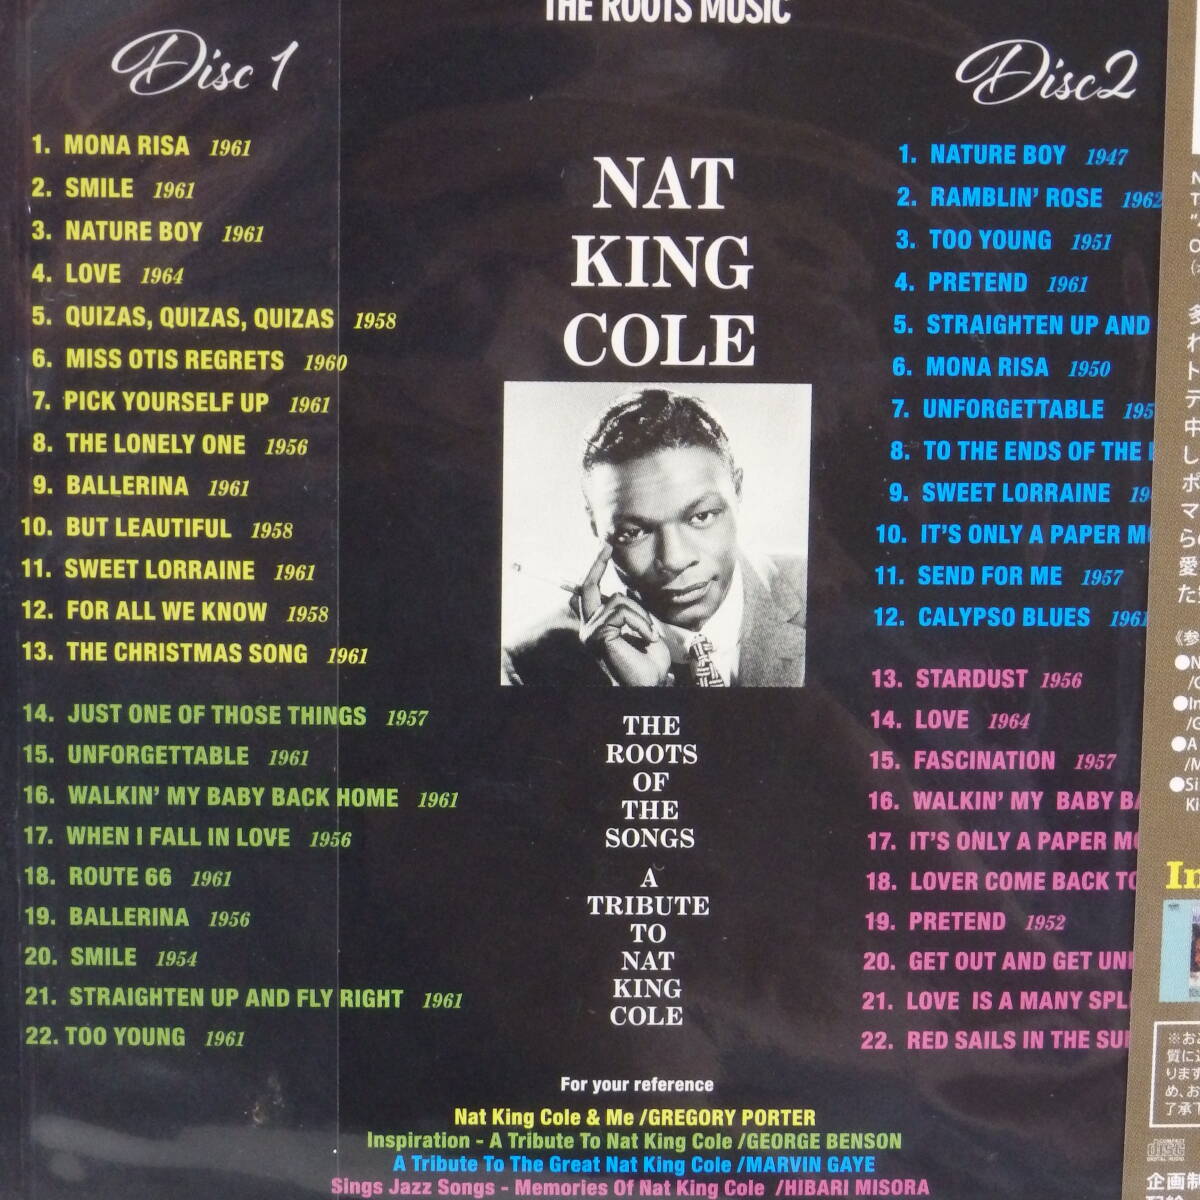 THE ROOTS MUSIC
Disc 1
1. MONA RISA 1961
2. SMILE 1961
3. NATURE BOY 1961
4. LOVE 1964
5. QUIZAS, QUIZAS, QUIZAS 1958
6. MISS OTIS REGRETS 1960
7. PICK YOURSELF UP 1961
8. THE LONELY ONE 1956
9. BALLERINA 1961
10. BUT LEAUTIFUL 1958
11. SWEET LORRAINE 1961
12. FOR ALL WE KNOW 1958
13. THE CHRISTMAS SONG 1961
14. JUST ONE OF THOSE THINGS 1957
15. UNFORGETTABLE 1961
16. WALKIN' MY BABY BACK HOME 1961
17. WHEN I FALL IN LOVE 1956
18. ROUTE 66 1961
19. BALLERINA 1956
20. SMILE 1954
21. STRAIGHTEN UP AND FLY RIGHT 1961
22. TOO YOUNG 1961
NAT
KING
COLE
THE
ROOTS
OF
THE
SONGS
A
TRIBUTE
TO
NAT
KING
COLE
Disc2
1. NATURE BOY 1947
2. RAMBLIN' ROSE 1962
3. TOO YOUNG 1951
4. PRETEND 1961
5. STRAIGHTEN UP AND
6. MONA RISA 1950
7. UNFORGETTABLE 195
8. TO THE ENDS OF THE
9. SWEET LORRAINE 19
10. IT'S ONLY A PAPER
11. SEND FOR ME 1957
12. CALYPSO BLUES 1961
13. STARDUST 1956
14. LOVE 1964
15. FASCINATION 1957
16. WALKIN' MY BABY
17. IT'S ONLY A PAPER
18. LOVER COME BACK TO
19. PRETEND 1952
20. GET OUT AND GET
21. LOVE IS A MANY
22. RED SAILS IN THE
For your reference
Nat King Cole & Me /GREGORY PORTER
Inspiration - A Tribute To Nat King Cole /GEORGE BENSON
A Tribute To The Great Nat King Cole /MARVIN GAYE
Sings Jazz Songs - Memories Of Nat King Cole /HIBARI MISORA
COMPACT
disc
DIGITAL AUDIO
企画制